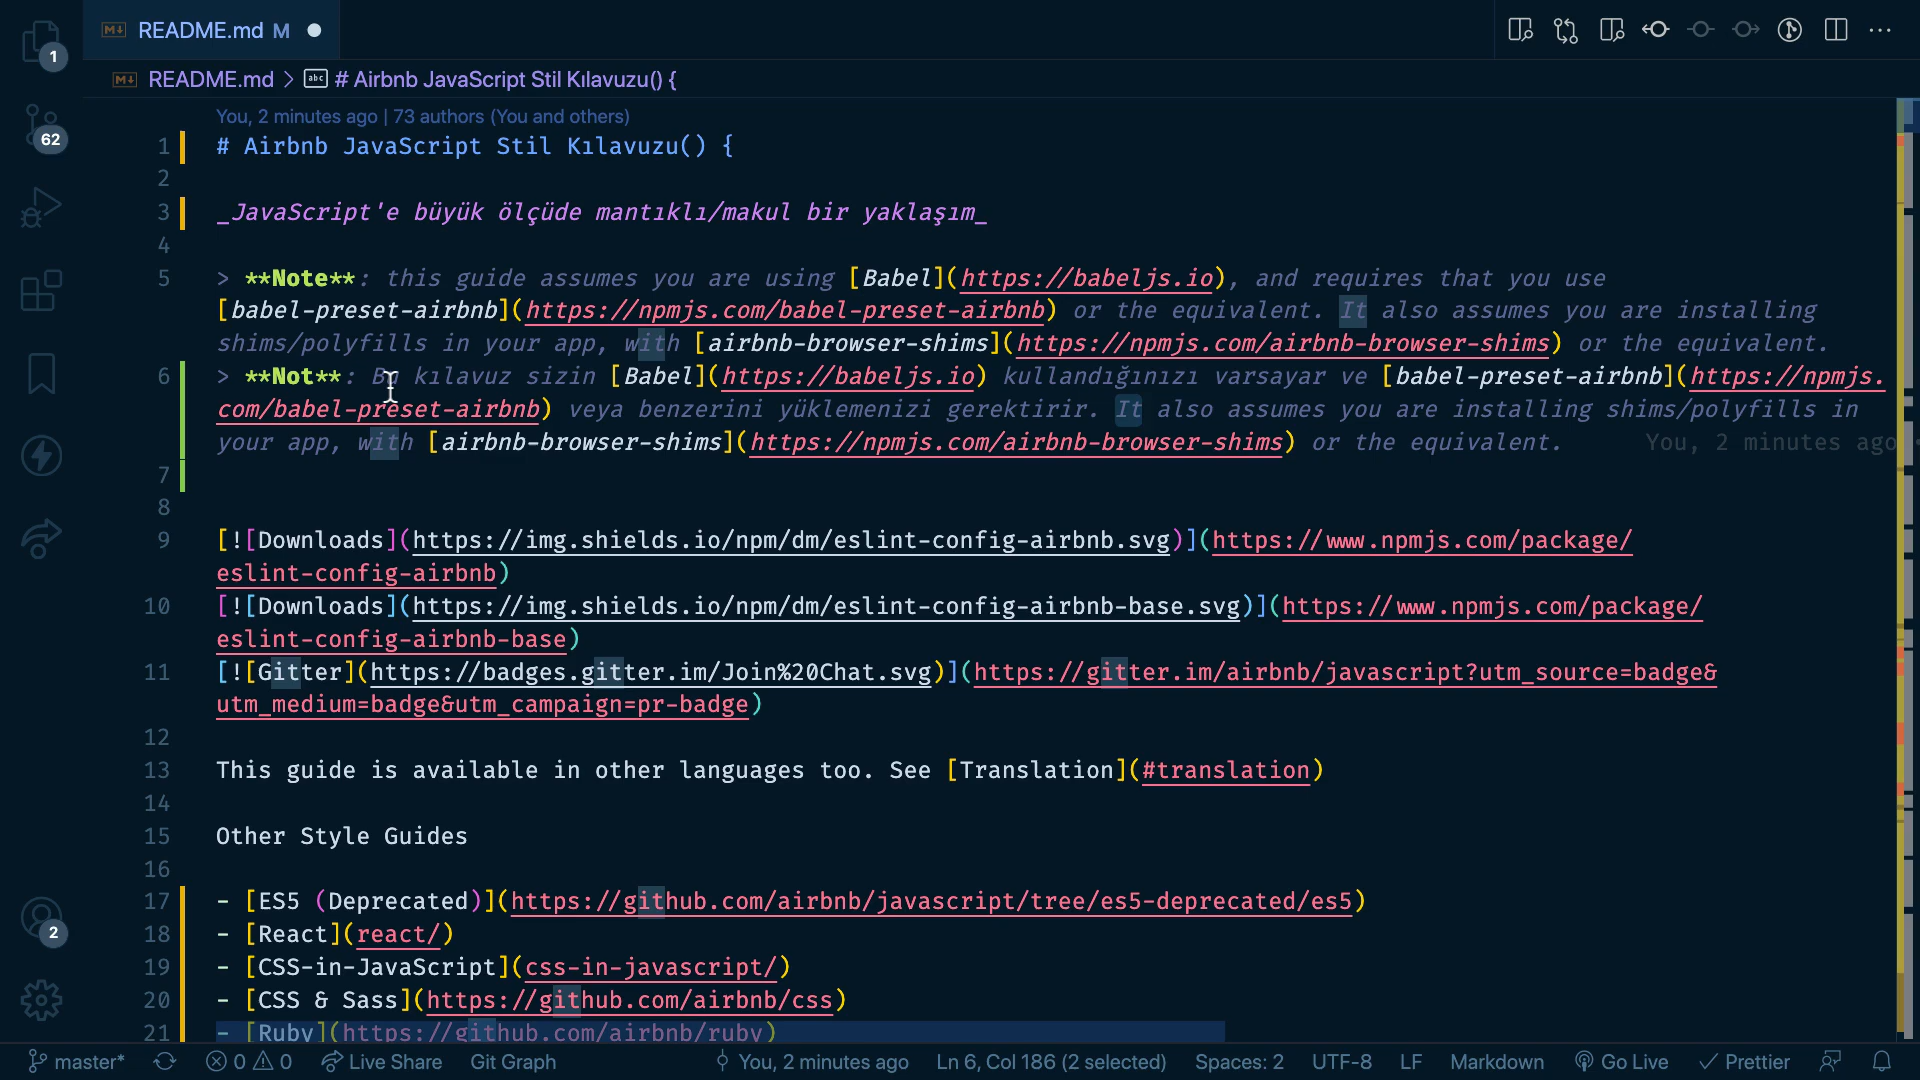 README.md M
README.md > # Airbnb JavaScript Stil Kılavuzu() {
You, 2 minutes ago | 73 authors (You and others)
1 # Airbnb JavaScript Stil Kılavuzu() {
2
3 _JavaScript'e büyük ölçüde mantıklı/makul bir yaklaşım_
4
5 > **Note**: this guide assumes you are using [Babel](https://babeljs.io), and requires that you use
[babel-preset-airbnb](https://npmjs.com/babel-preset-airbnb) or the equivalent. It also assumes you are installing
shims/polyfills in your app, with [airbnb-browser-shims](https://npmjs.com/airbnb-browser-shims) or the equivalent.
6 > **Not**: Bu kılavuz sizin [Babel](https://babeljs.io) kullandığınızı varsayar ve [babel-preset-airbnb](https://npmjs.
com/babel-preset-airbnb) veya benzerini yüklemenizi gerektirir. It also assumes you are installing shims/polyfills in
your app, with [airbnb-browser-shims](https://npmjs.com/airbnb-browser-shims) or the equivalent. You, 2 minutes ago
7
8
9 [![Downloads](https://img.shields.io/npm/dm/eslint-config-airbnb.svg)](https://www.npmjs.com/package/
eslint-config-airbnb)
10 [![Downloads](https://img.shields.io/npm/dm/eslint-config-airbnb-base.svg)](https://www.npmjs.com/package/
eslint-config-airbnb-base)
11 [![Gitter](https://badges.gitter.im/Join%20Chat.svg)](https://gitter.im/airbnb/javascript?utm_source=badge&
utm_medium=badge&utm_campaign=pr-badge)
12
13 This guide is available in other languages too. See [Translation](#translation)
14
15 Other Style Guides
16
17 - [ES5 (Deprecated)](https://github.com/airbnb/javascript/tree/es5-deprecated/es5)
18 - [React](react/)
19 - [CSS-in-JavaScript](css-in-javascript/)
20 - [CSS & Sass](https://github.com/airbnb/css)
21 - [Ruby](https://github.com/airbnb/ruby)
1
62
2
master* 0 0 Live Share Git Graph You, 2 minutes ago Ln 6, Col 186 (2 selected) Spaces: 2 UTF-8 LF Markdown Go Live Prettier